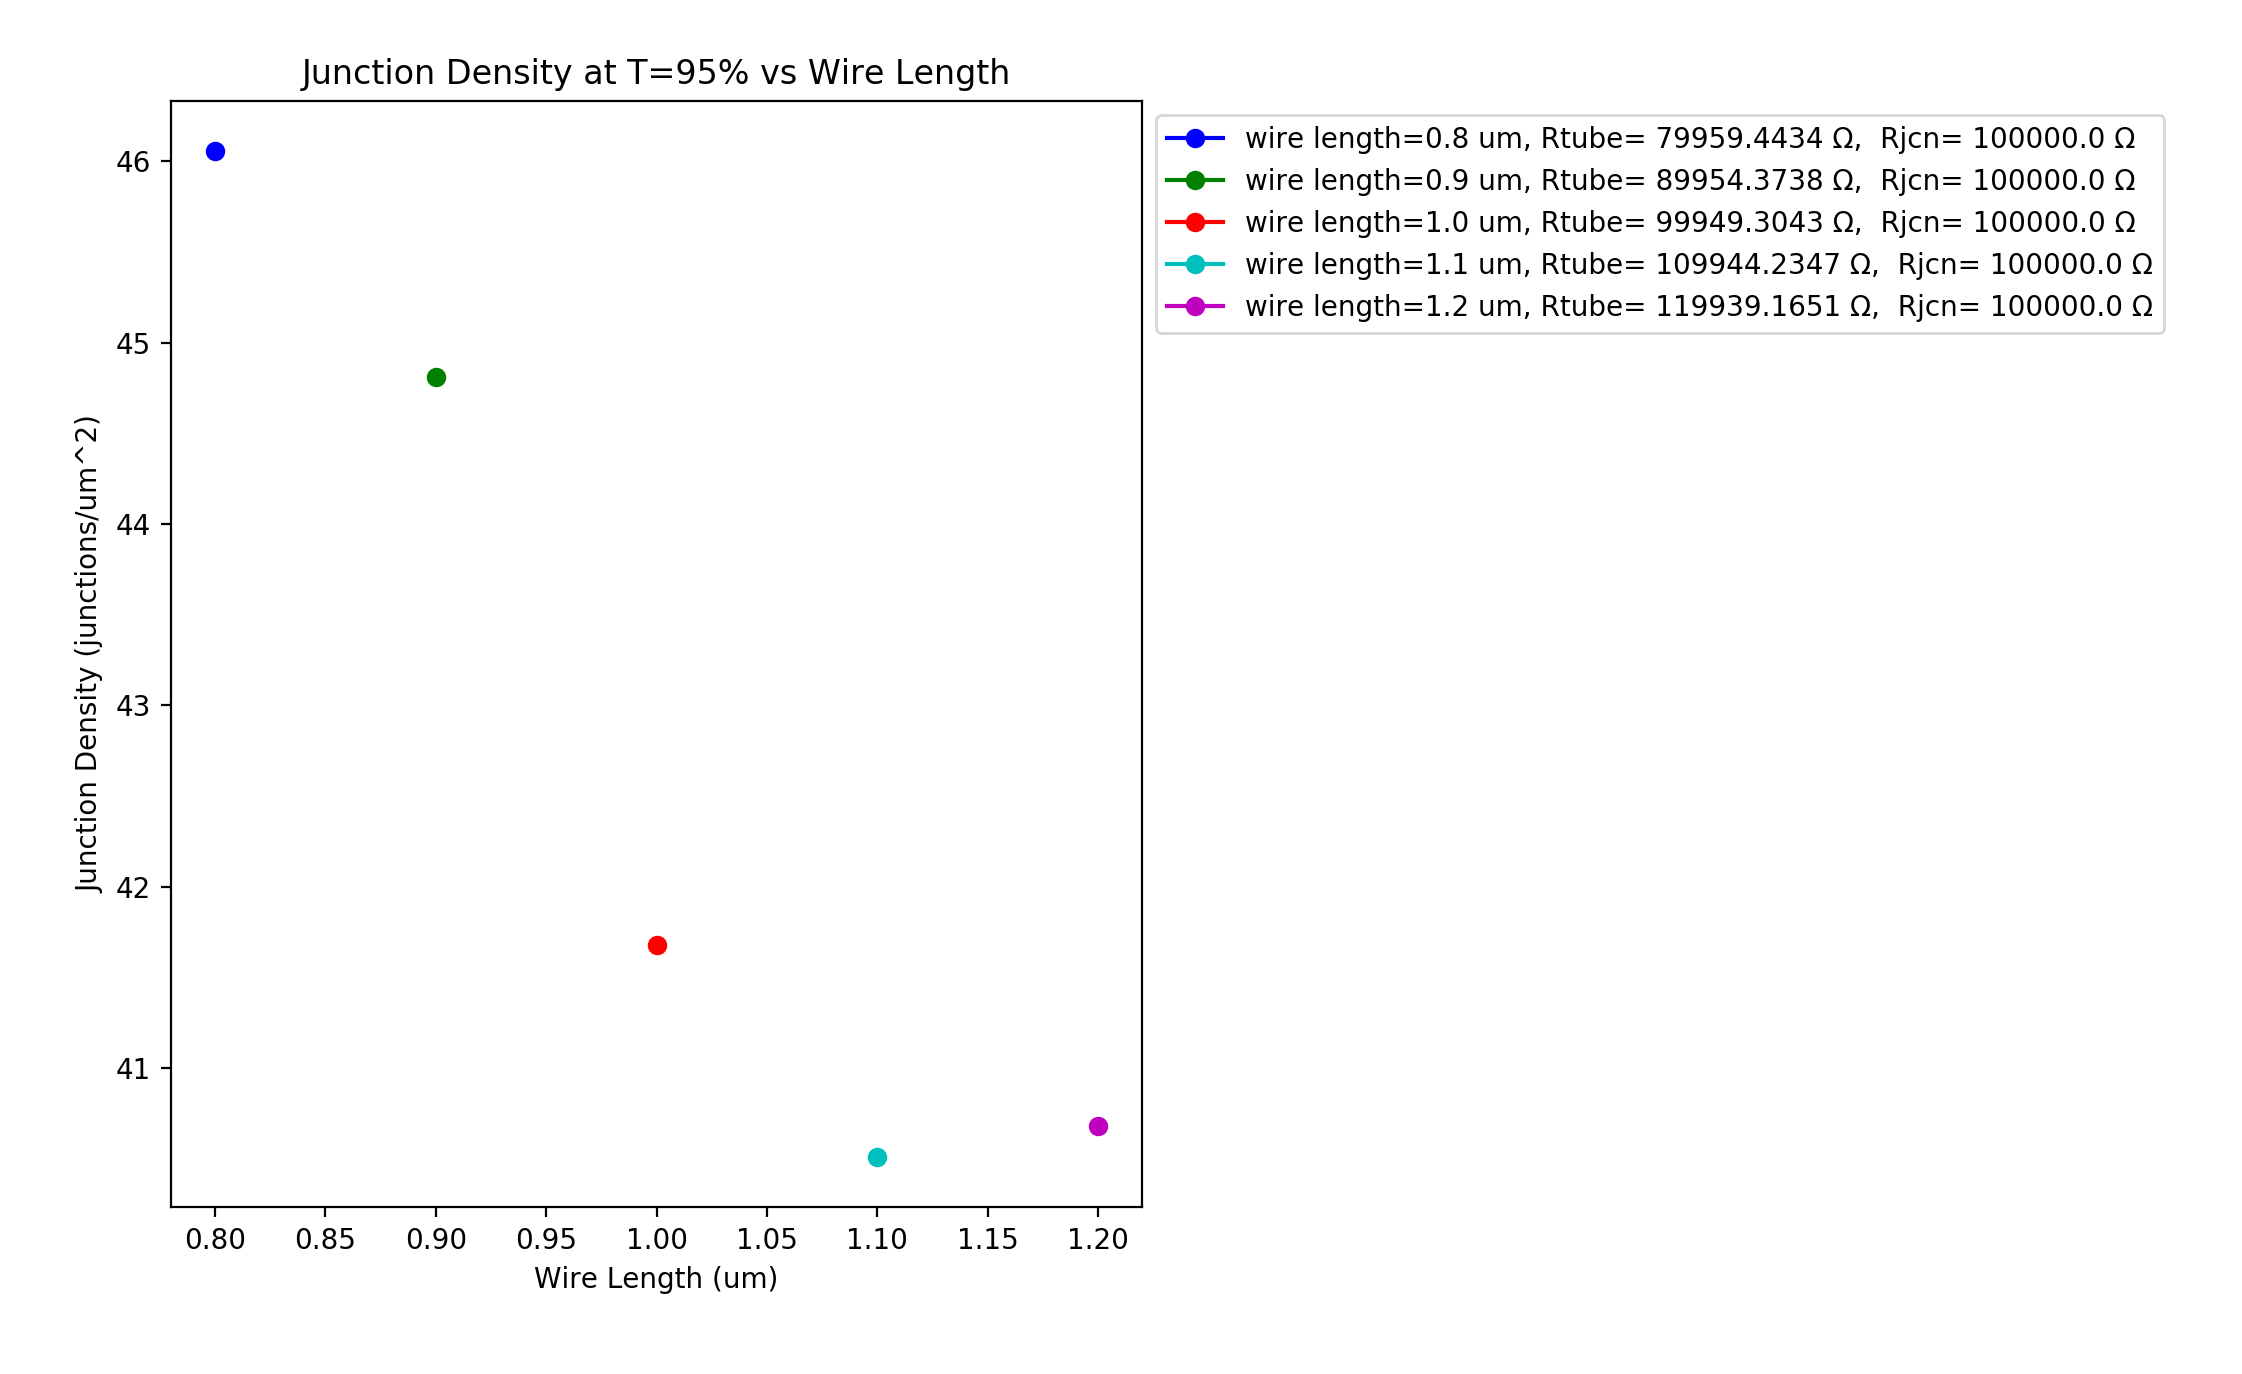 Junction Density at T=95% vs Wire Length
wire length=0.8 um, Rtube= 79959.4434 Ω,  Rjcn= 100000.0 Ω
wire length=0.9 um, Rtube= 89954.3738 Ω,  Rjcn= 100000.0 Ω
wire length=1.0 um, Rtube= 99949.3043 Ω,  Rjcn= 100000.0 Ω
wire length=1.1 um, Rtube= 109944.2347 Ω,  Rjcn= 100000.0 Ω
wire length=1.2 um, Rtube= 119939.1651 Ω,  Rjcn= 100000.0 Ω
Junction Density (junctions/um^2)
46
45
44
43
42
41
0.80 0.85 0.90 0.95 1.00 1.05 1.10 1.15 1.20
Wire Length (um)